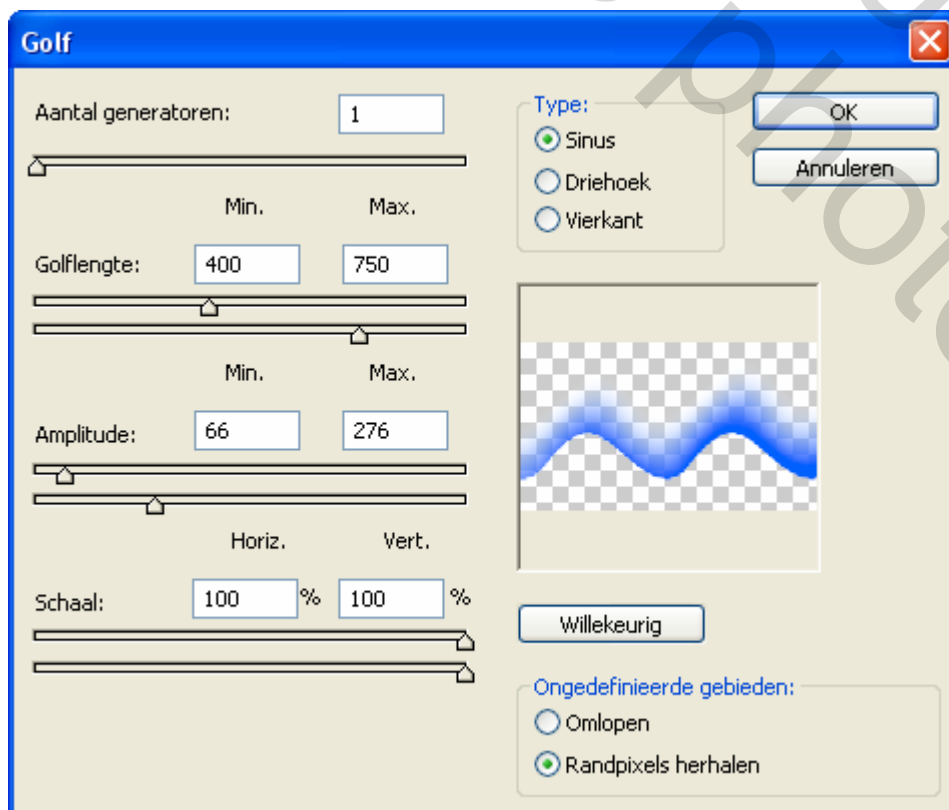 Golf
Aantal generatoren: 1
Min. Max.
Golflengte: 400 750
Min. Max.
Amplitude: 66 276
Horiz. Vert.
Schaal: 100 % 100 %
Type:
Sinus
Driehoek
Vierkant
OK
Annuleren
Willekeurig
Ongedefinieerde gebieden:
Omlopen
Randpixels herhalen